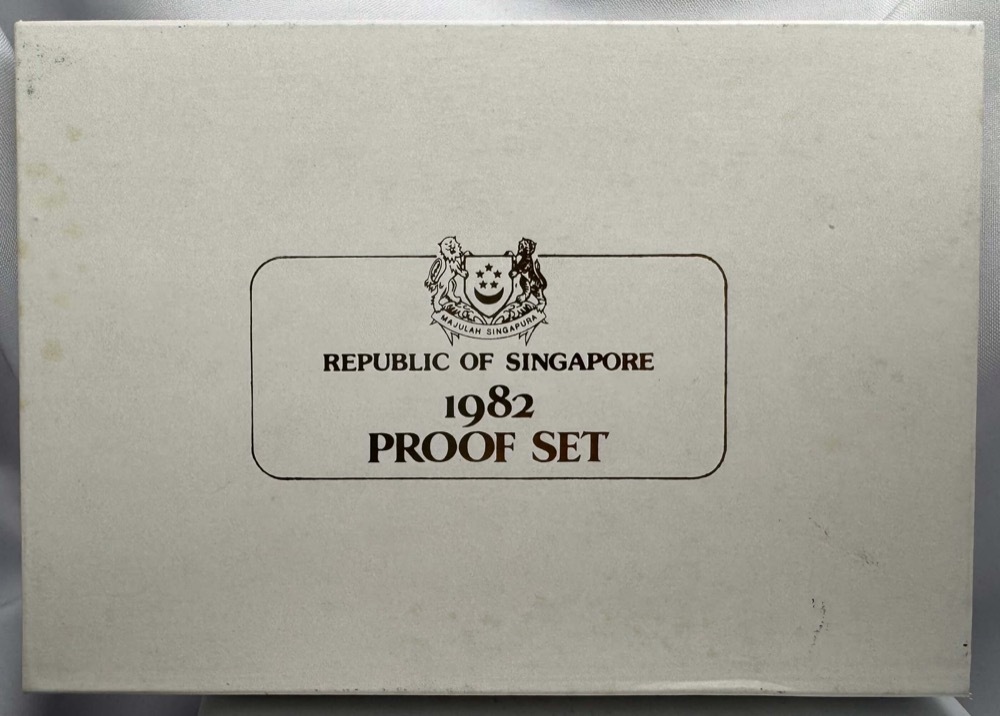 MAJULAH SINGAPURA
REPUBLIC OF SINGAPORE
1982
PROOF SET